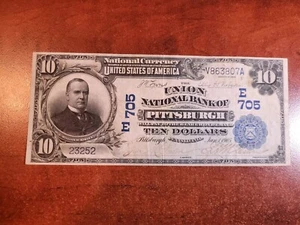 National Currency
UNITED STATES OF AMERICA
10
10
V863807A
UNION
NATIONAL BANK OF
PITTSBURGH
TEN DOLLARS
E
705
E
705
10
10
A 23252
Pittsburgh